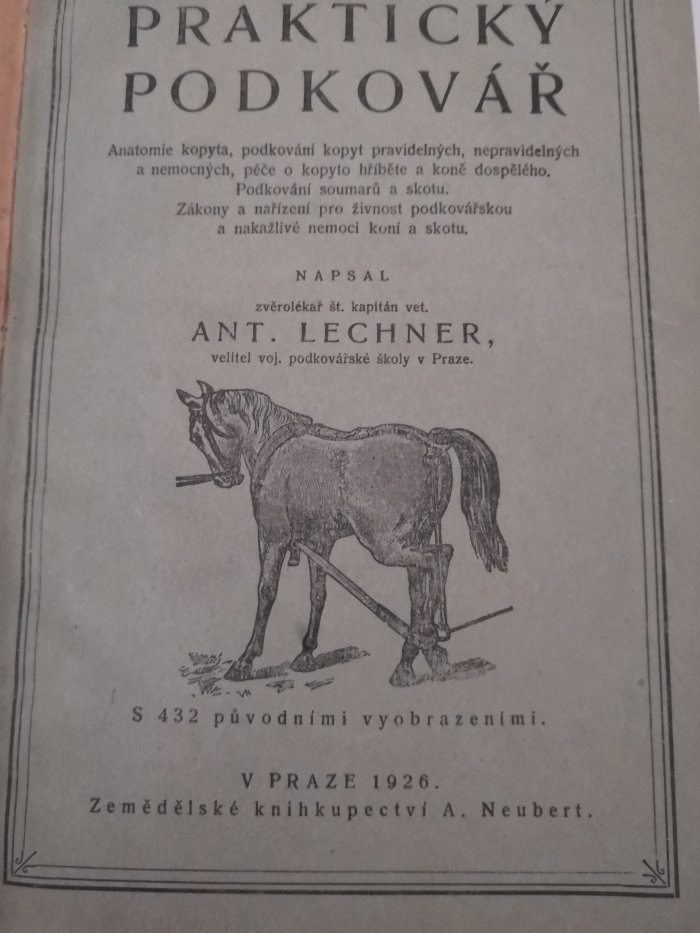 PRAKTICKÝ
PODKOVÁŘ
Anatomie kopyta, podkování kopyt pravidelných, nepravidelných
a nemocných, péče o kopyto hříběte a koně dospělého.
Podkování soumarů a skotu.
Zákony a nařízení pro živnost podkovářskou
a nakažlivé nemoci koní a skotu.
NAPSAL
zvěrolékař št. kapitán vet.
ANT. LECHNER,
velitel voj. podkovářské školy v Praze.
S 432 původními vyobrazeními.
V PRAZE 1926.
Zemědělské knihkupectví A. Neubert.